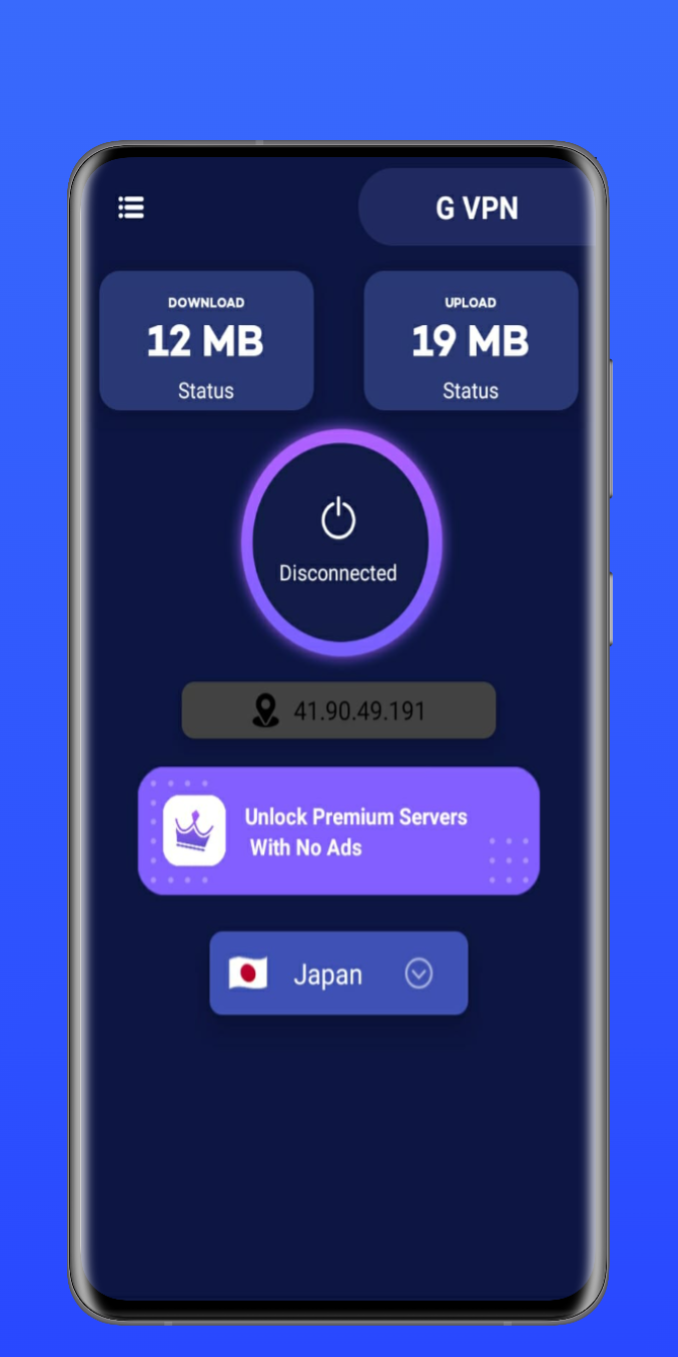 G VPN
DOWNLOAD
12 MB
Status
UPLOAD
19 MB
Status
Disconnected
41.90.49.191
Unlock Premium Servers
With No Ads
Japan